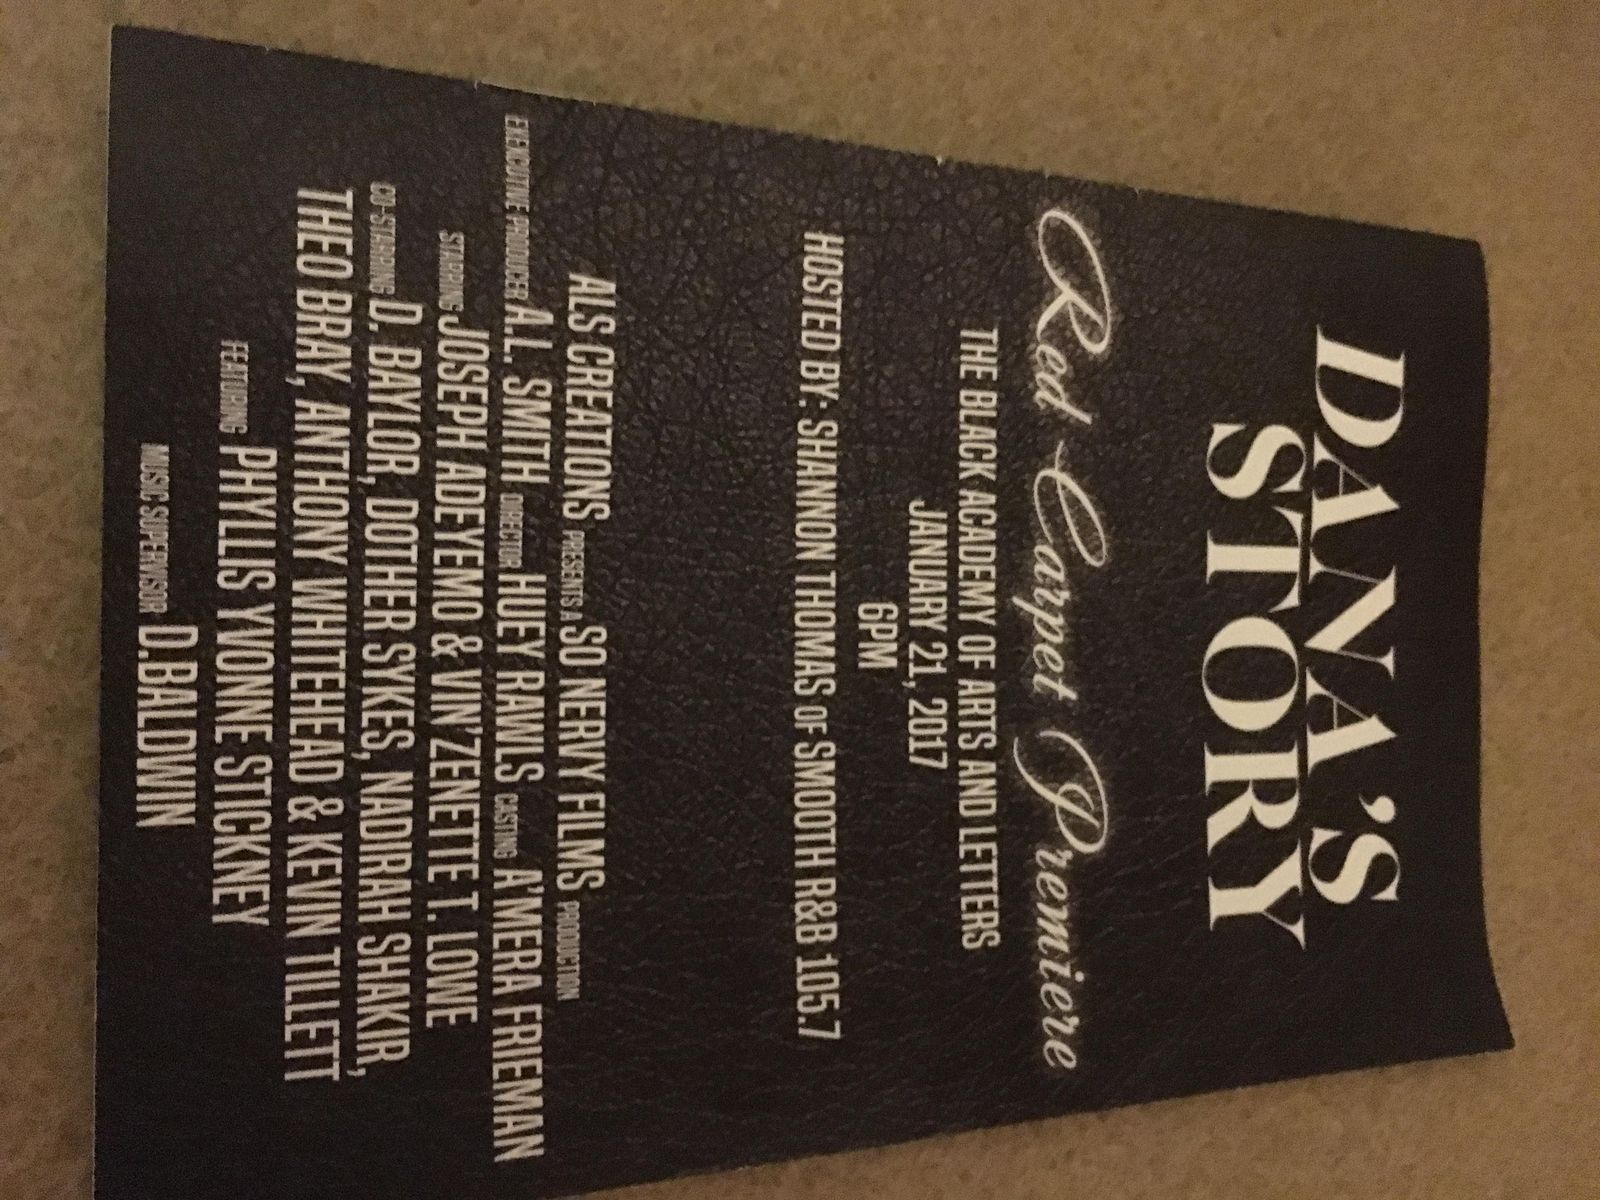 DANA'S
STORY
Red Carpet Premiere
THE BLACK ACADEMY OF ARTS AND LETTERS
JANUARY 21, 2017
6PM
HOSTED BY: SHANNON THOMAS OF SMOOTH R&B 105.7
ALS CREATIONS PRESENTS A SO NERVY FILMS PRODUCTION
EXEXCUTIVE PRODUCER A.L. SMITH DIRECTOR HUEY RAWLS CASTING A'MERA FRIEMAN
STARRING JOSEPH ADEYEMO & VIN'ZENETTE T. LOWE
CO-STARRING D. BAYLOR, DOTHER SYKES, NADIRAH SHAKIR,
THEO BRAY, ANTHONY WHITEHEAD & KEVIN TILLETT
FEATURING PHYLLIS YVONNE STICKNEY
MUSIC SUPERVISOR D.BALDWIN